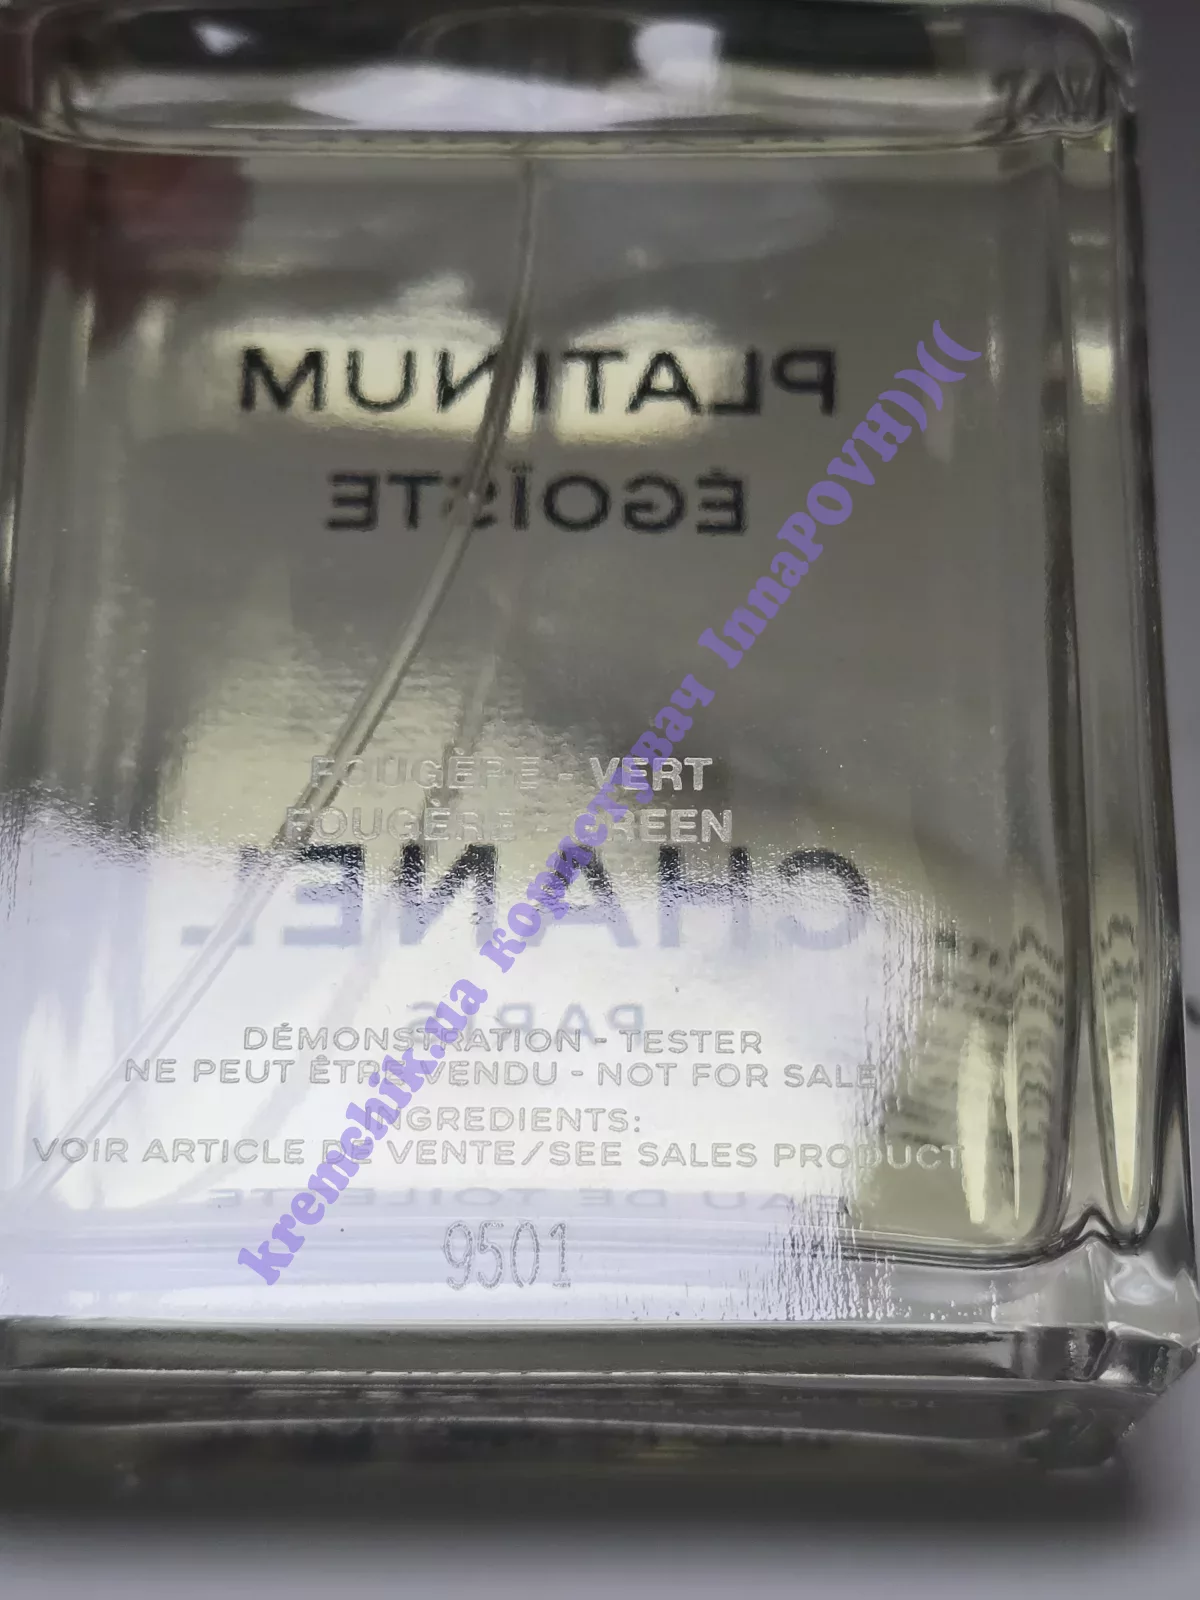 PLATINUM
ÉGOÏSTE
FOUGÈRE - VERT
FOUGÈRE - GREEN
CHANEL
PARIS
DÉMONSTRATION - TESTER
NE PEUT ÊTRE VENDU - NOT FOR SALE
INGREDIENTS:
VOIR ARTICLE DE VENTE/SEE SALES PRODUCT
EAU DE TOILETTE
9501
kremchik.ua користувач InnaPOVH))((